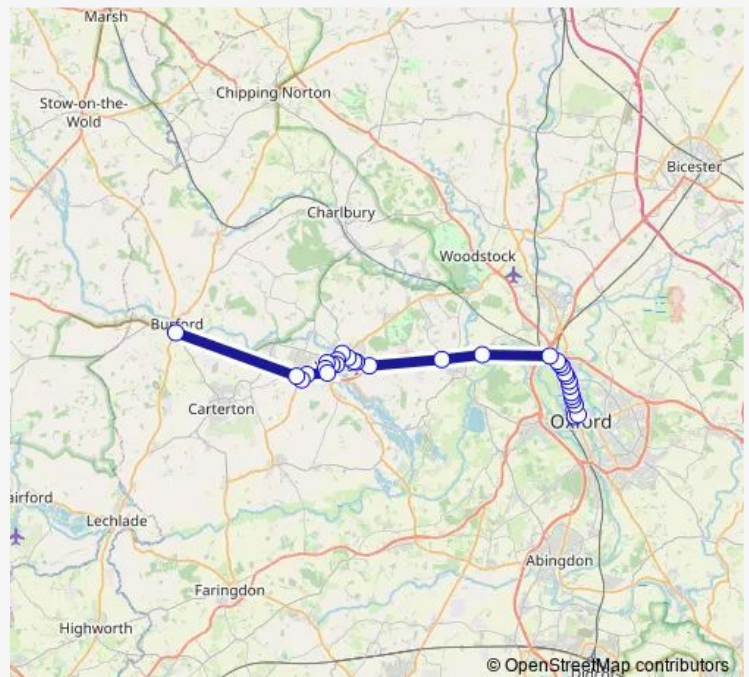 Marsh
Stow-on-the-
Wold
Chipping Norton
Bicester
Charlbury
Woodstock
Burford
Carterton
Oxford
airford
Lechlade
Abingdon
Faringdon
Highworth
© OpenStreetMap contributors